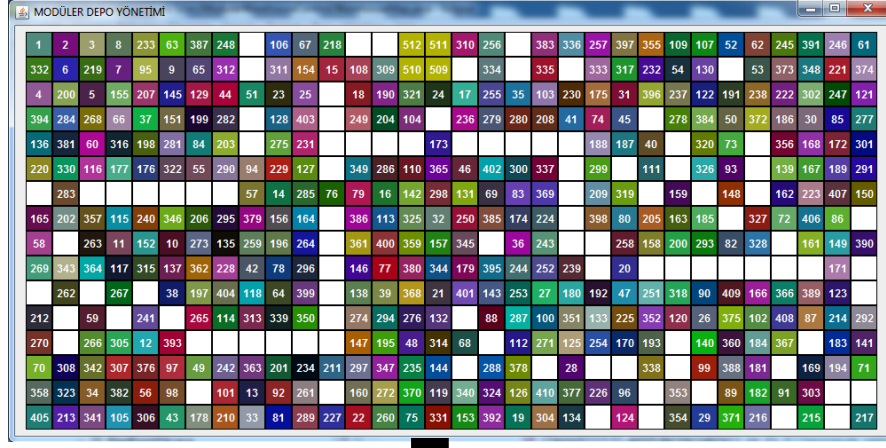 MODÜLER DEPO YÖNETİMİ
1 2 3 8 233 63 387 248 106 67 218 512 511 310 256 383 336 257 397 355 109 107 52 62 245 391 246 61
332 6 219 7 95 9 65 312 311 154 15 108 309 510 509 334 335 333 317 232 54 130 53 373 348 221 374
4 200 5 155 207 145 129 44 51 23 25 18 190 321 24 17 255 35 103 230 175 31 396 237 122 191 238 222 302 247 121
394 284 268 66 37 151 199 282 128 403 249 204 104 236 279 280 208 41 74 45 278 384 50 372 186 30 85 277
136 381 60 316 198 281 84 203 275 231 173 188 187 40 320 73 356 168 172 301
220 330 116 177 176 322 55 290 94 229 127 349 286 110 365 46 402 300 337 299 111 326 93 139 167 189 291
283 57 14 285 76 79 16 142 298 131 69 83 369 209 319 159 148 162 223 407 150
165 202 357 115 240 346 206 295 379 156 164 386 113 325 32 250 385 174 224 398 80 205 163 185 327 72 406 86
58 263 11 152 10 273 135 259 196 264 361 400 359 157 345 36 243 258 158 200 293 82 328 161 149 390
269 343 364 117 315 137 362 228 42 78 296 146 77 380 344 179 395 244 252 239 20 171
262 267 38 197 404 118 64 399 138 39 368 21 401 143 253 27 180 192 47 251 318 90 409 166 366 389 123
212 59 241 265 114 313 339 350 274 294 276 132 88 287 100 351 133 225 352 120 26 375 102 408 87 214 292
270 266 305 12 393 147 195 48 314 68 112 271 125 254 170 193 140 360 184 367 183 141
70 308 342 307 376 97 49 242 363 201 234 211 297 347 235 144 288 378 28 338 99 388 181 169 194 71
358 323 34 382 56 98 101 13 92 261 160 272 370 119 340 324 126 410 377 226 96 353 89 182 91 303
405 213 341 105 306 43 178 210 33 81 289 227 22 260 75 331 153 392 19 304 134 124 354 29 371 216 215 217